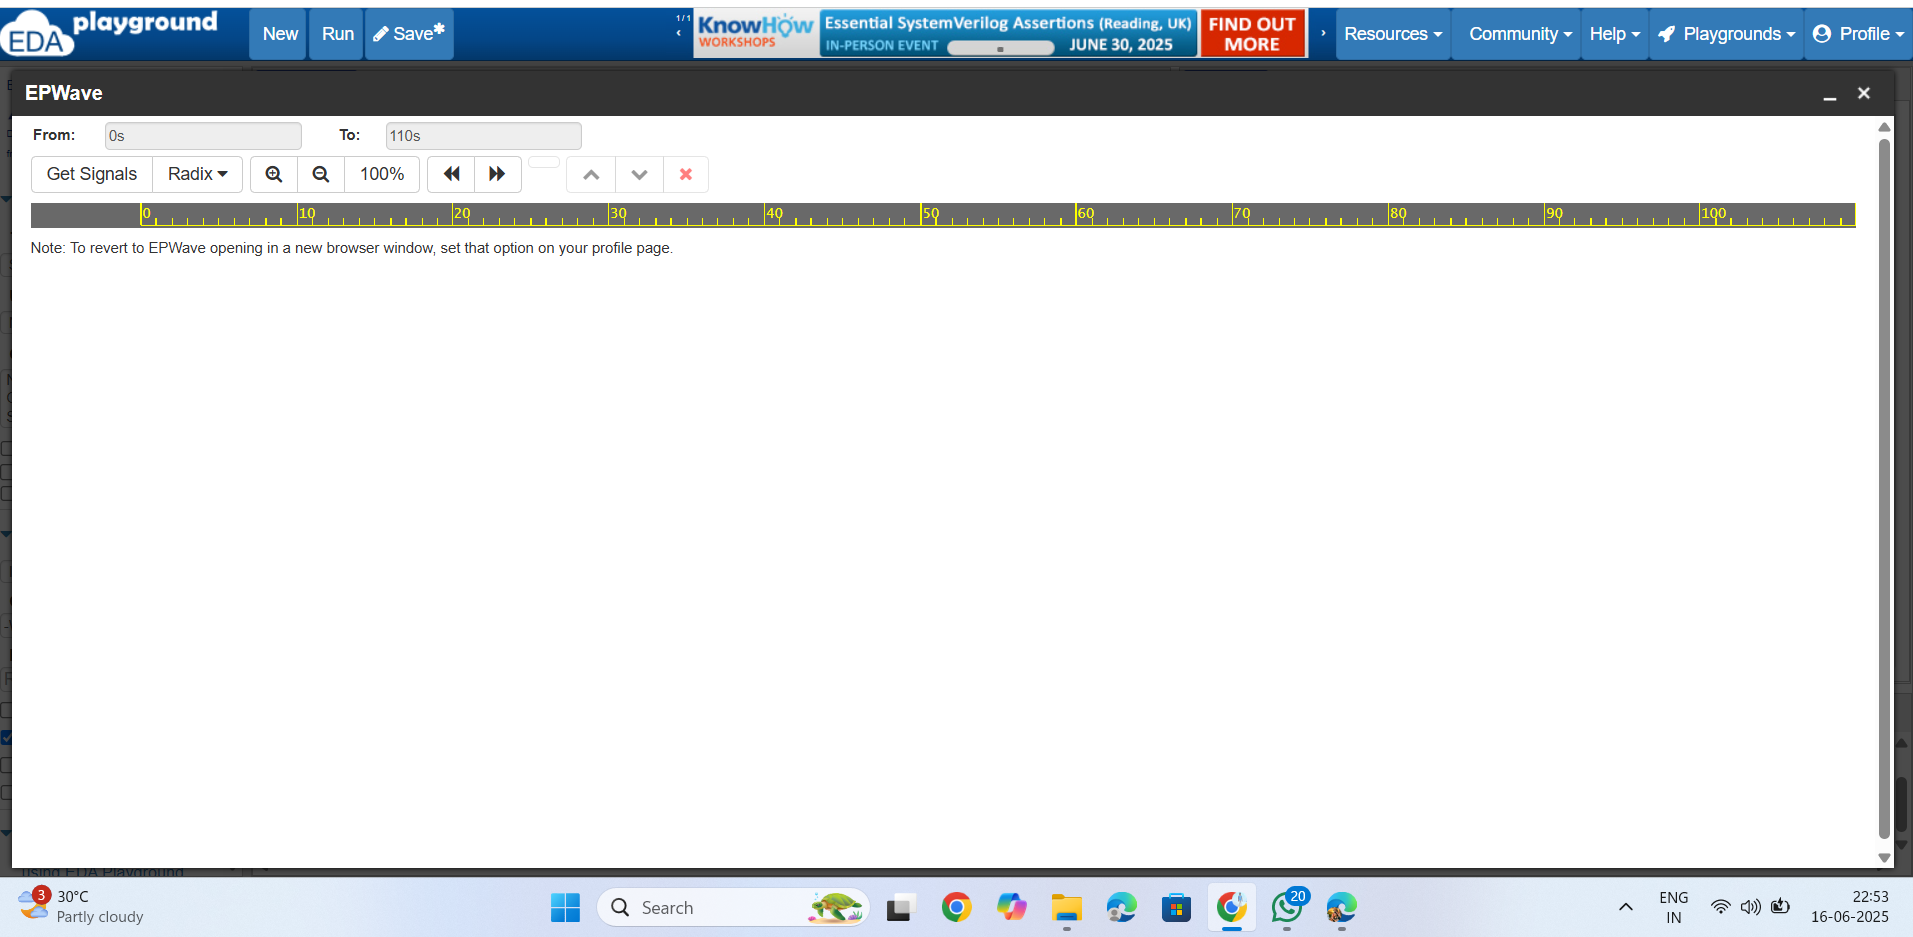 EDA playground
New
Run
Save*
1/1
KnowHow
WORKSHOPS
Essential SystemVerilog Assertions (Reading, UK)
IN-PERSON EVENT
JUNE 30, 2025
FIND OUT
MORE
Resources
Community
Help
Playgrounds
Profile
EPWave
From:
0s
To:
110s
Get Signals
Radix
100%
0 10 20 30 40 50 60 70 80 90 100
Note: To revert to EPWave opening in a new browser window, set that option on your profile page.
using EDA Playground
3
30°C
Partly cloudy
Search
20
ENG
IN
22:53
16-06-2025